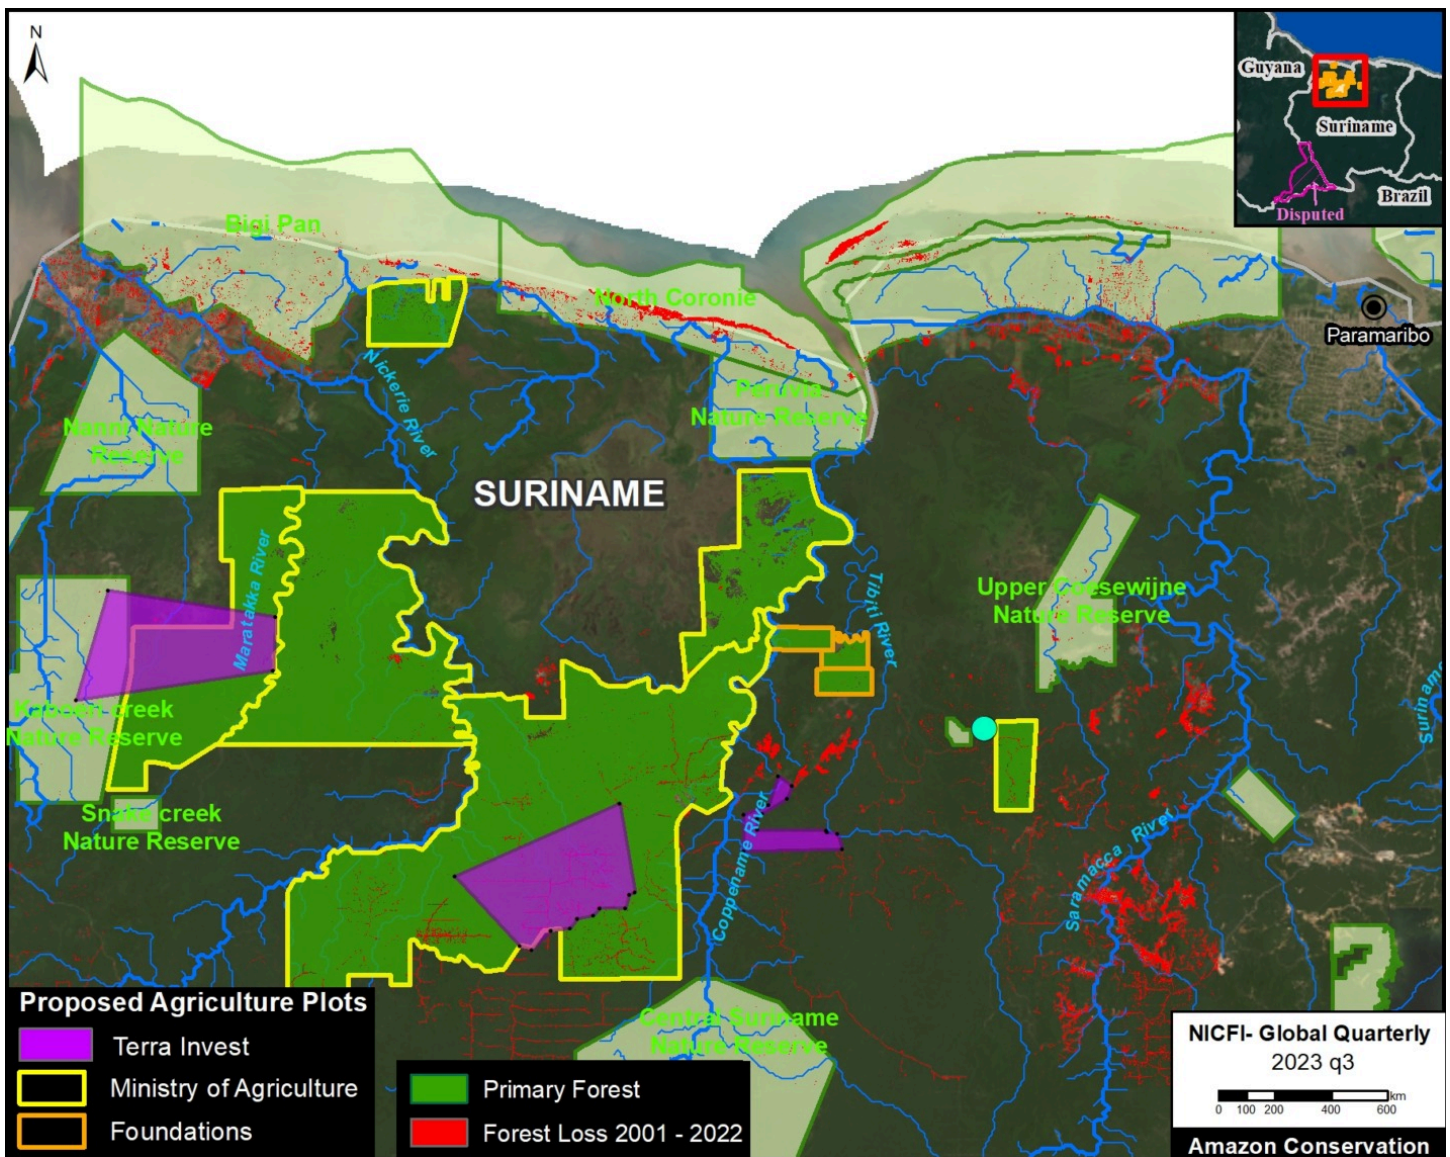 N
Guyana
Suriname
Brazil
Disputed
Bigi Pan
North Coronie
Paramaribo
Nickerie River
Peruvia
Nature Reserve
Nanni Nature
Reserve
SURINAME
Maratakka River
Tibiti River
Upper Coesewijne
Nature Reserve
Kaboeri creek
Nature Reserve
Snake creek
Nature Reserve
Coppename River
Saramacca River
Suriname
Central Suriname
Nature Reserve
Proposed Agriculture Plots
Terra Invest
Ministry of Agriculture
Foundations
Primary Forest
Forest Loss 2001 - 2022
NICFI- Global Quarterly
2023 q3
km
0 100 200 400 600
Amazon Conservation